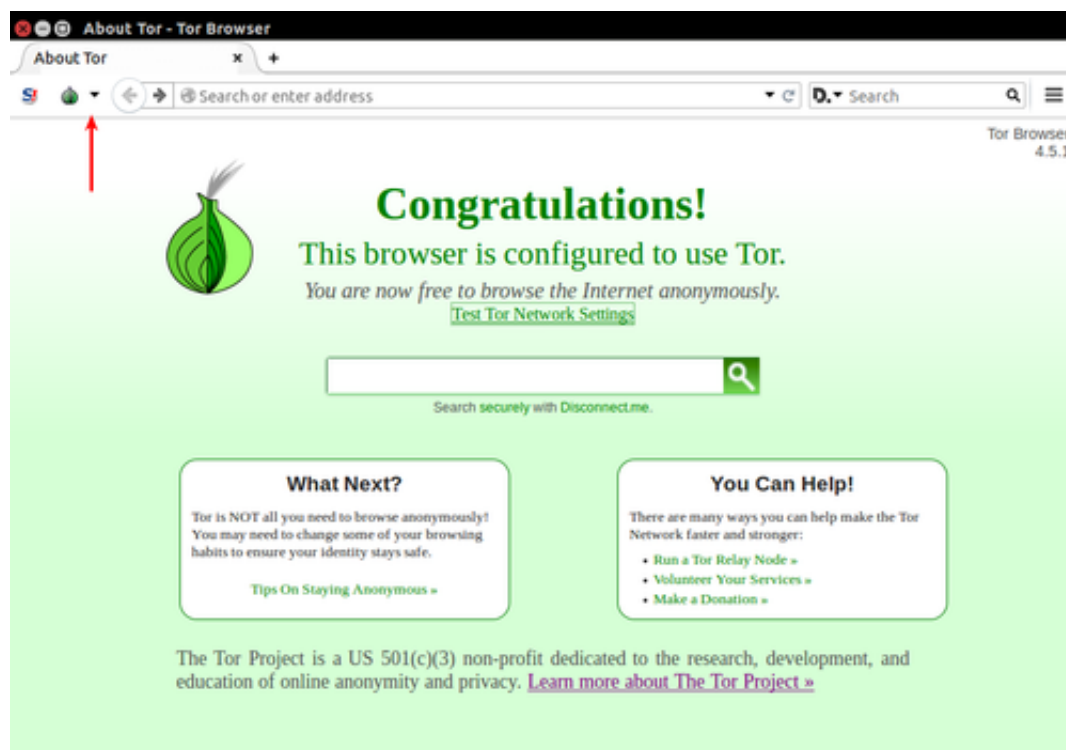 About Tor - Tor Browser
About Tor
Search or enter address
Search
Tor Browser
4.5.1
Congratulations!
This browser is configured to use Tor.
You are now free to browse the Internet anonymously.
Test Tor Network Settings
Search securely with Disconnect.me.
What Next?
Tor is NOT all you need to browse anonymously!
You may need to change some of your browsing
habits to ensure your identity stays safe.
Tips On Staying Anonymous »
You Can Help!
There are many ways you can help make the Tor
Network faster and stronger:
• Run a Tor Relay Node »
• Volunteer Your Services »
• Make a Donation »
The Tor Project is a US 501(c)(3) non-profit dedicated to the research, development, and
education of online anonymity and privacy. Learn more about The Tor Project »